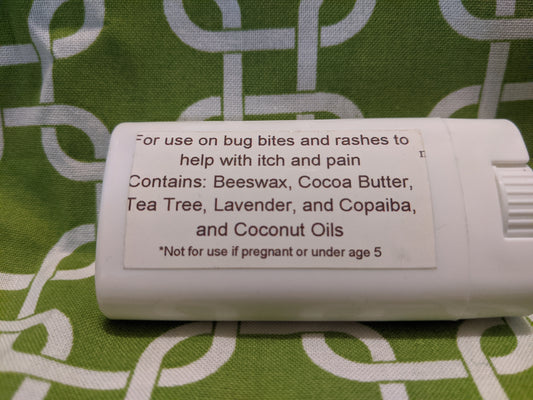 For use on bug bites and rashes to
help with itch and pain
Contains: Beeswax, Cocoa Butter,
Tea Tree, Lavender, and Copaiba,
and Coconut Oils
*Not for use if pregnant or under age 5